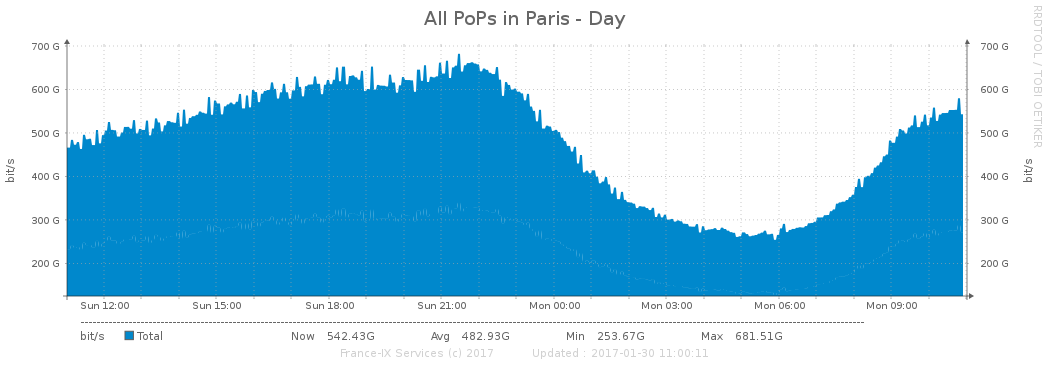 All PoPs in Paris - Day
RRDTOOL / TOBI OETIKER
700 G 700 G
600 G 600 G
500 G 500 G
400 G 400 G
300 G 300 G
200 G 200 G
bit/s bit/s
Sun 12:00 Sun 15:00 Sun 18:00 Sun 21:00 Mon 00:00 Mon 03:00 Mon 06:00 Mon 09:00
bit/s Total Now 542.43G Avg 482.93G Min 253.67G Max 681.51G
France-IX Services (c) 2017 Updated : 2017-01-30 11:00:11